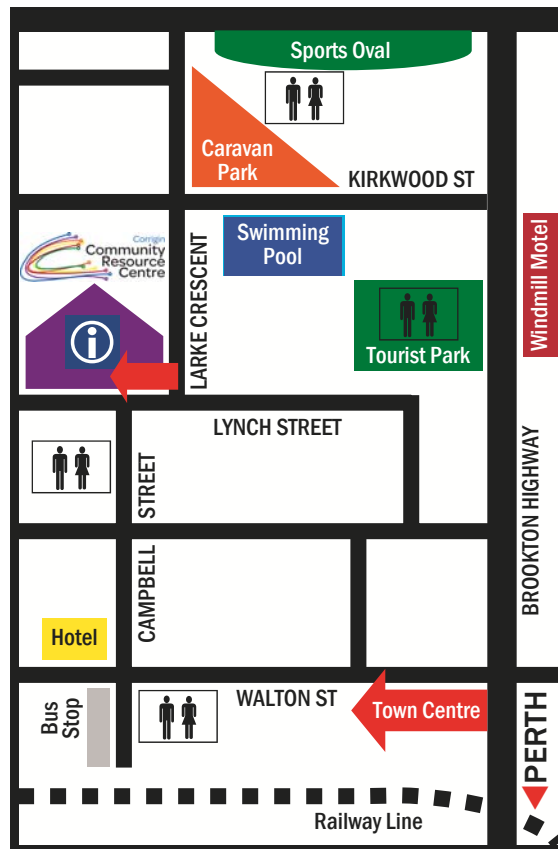 Sports Oval
Caravan
Park
KIRKWOOD ST
Corrigin
Community
Resource
Centre
LARKE CRESCENT
Swimming
Pool
Windmill Motel
i
Tourist Park
LYNCH STREET
CAMPBELL STREET
BROOKTON HIGHWAY
Hotel
Bus
Stop
WALTON ST
Town Centre
PERTH
Railway Line